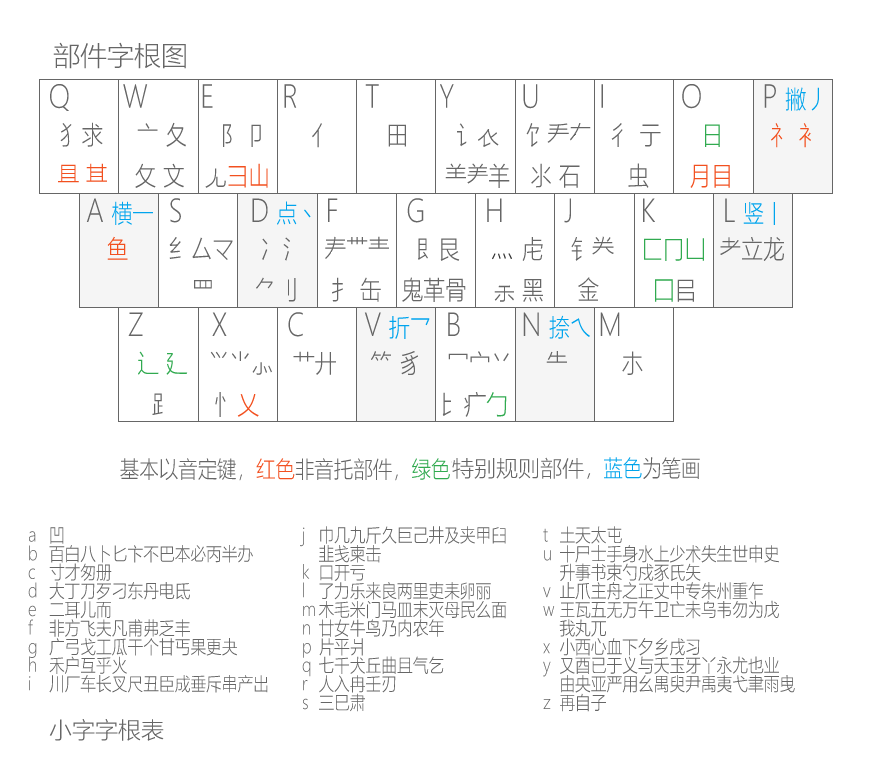 部件字根图
Q W E R T Y U I O P 撇丿
犭求 亠夂 阝卩 亻 田 讠𧘇 饣龵𠂇 彳亍 日 礻衤
且其 攵文 尢彐山 羊 氺石 虫 月目
A 横一 S D 点丶 F G H J K L 竖丨
鱼 纟厶マ 冫氵 艹龶 艮 灬虍 钅 匚冂凵 耂立龙
罒 刂 扌缶 鬼革骨 黑 金 囗
Z X C V 折乛 B N 捺乀 M
辶廴 艹廾 ⺮豸 冖宀丷 朩
忄乂 疒勹
基本以音定键，红色非音托部件，绿色特别规则部件，蓝色为笔画
a 凹
b 百白八卜匕卞不巴本必丙半办
c 寸才匆册
d 大丁刀歹刁东丹电氐
e 二耳儿而
f 非方飞夫凡甫弗乏丰
g 广弓戈工瓜干个甘丐果更夬
h 禾户互乎火
i 川厂车长叉尺丑臣成垂斥串产出
j 巾几九斤久巨己井及夹甲臼
韭戋柬击
k 口开亏
l 了力乐来良两里吏耒卵丽
m 木毛米门马皿末灭母民么面
n 廿女牛鸟乃内农年
p 片平爿
q 七千犬丘曲且气乞
r 人入冉壬刃
s 三巳肃
t 土天太屯
u 十尸士手身水上少术失生世申史
升事书束勺戍豕氏矢
v 止爪主舟之正丈中专朱州重乍
w 王瓦五无万午卫亡未乌韦勿为戊
我丸兀
x 小西心血下夕乡戌习
y 又酉已于义与夭玉牙丫永尤也业
由央亚严用幺禺臾尹禹夷弋聿雨曳
z 再自子
小字字根表